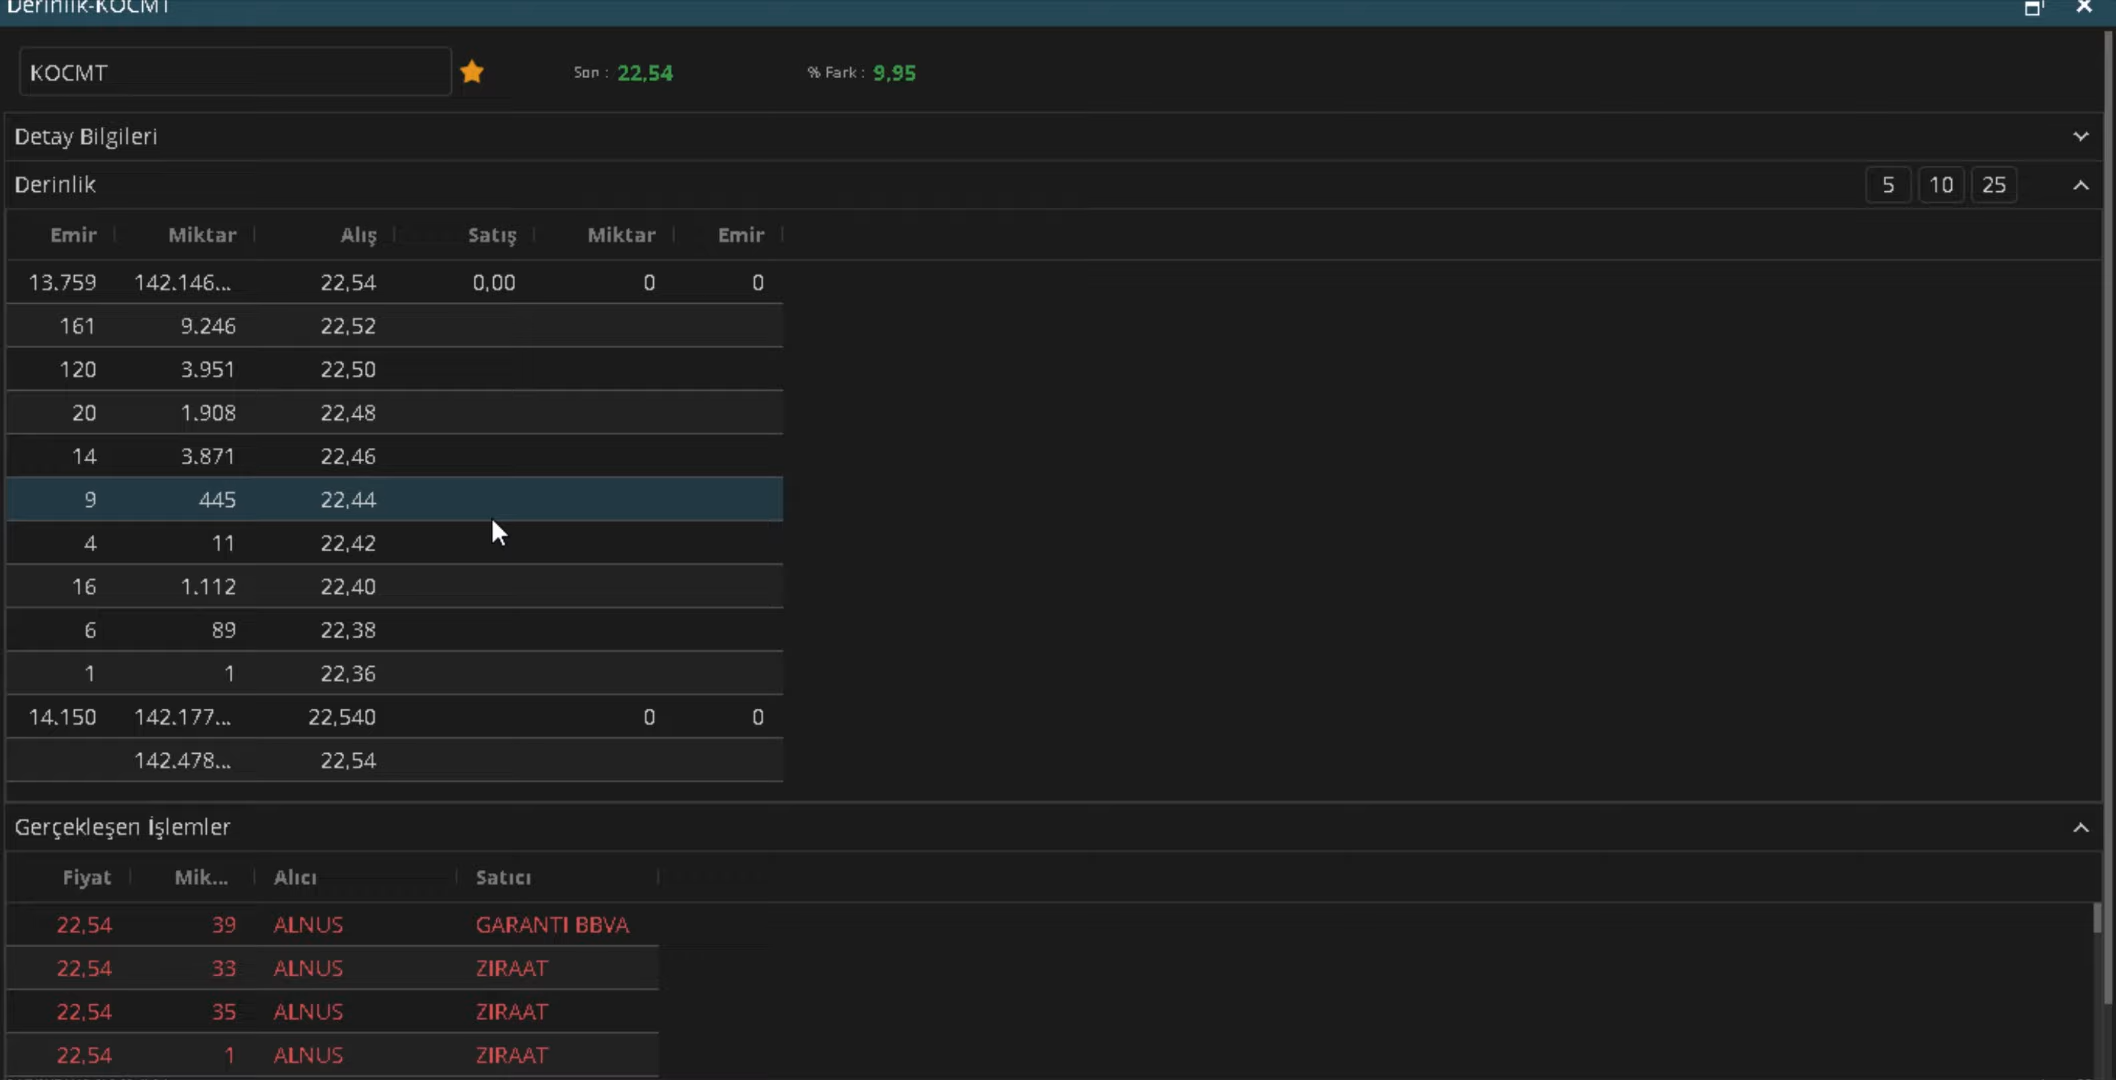 Derinlik-KOCMT
KOCMT Son : 22,54 % Fark : 9,95
Detay Bilgileri
Derinlik 5 10 25
Emir Miktar Alış Satış Miktar Emir
13.759 142.146... 22,54 0,00 0 0
161 9.246 22,52
120 3.951 22,50
20 1.908 22,48
14 3.871 22,46
9 445 22,44
4 11 22,42
16 1.112 22,40
6 89 22,38
1 1 22,36
14.150 142.177... 22,540 0 0
142.478... 22,54
Gerçekleşen İşlemler
Fiyat Mik... Alıcı Satıcı
22,54 39 ALNUS GARANTI BBVA
22,54 33 ALNUS ZIRAAT
22,54 35 ALNUS ZIRAAT
22,54 1 ALNUS ZIRAAT